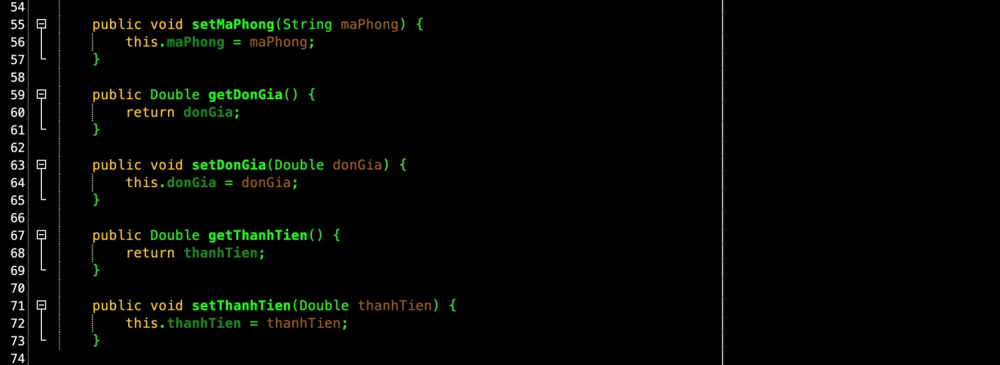 54
55 public void setMaPhong(String maPhong) {
56 this.maPhong = maPhong;
57 }
58
59 public Double getDonGia() {
60 return donGia;
61 }
62
63 public void setDonGia(Double donGia) {
64 this.donGia = donGia;
65 }
66
67 public Double getThanhTien() {
68 return thanhTien;
69 }
70
71 public void setThanhTien(Double thanhTien) {
72 this.thanhTien = thanhTien;
73 }
74